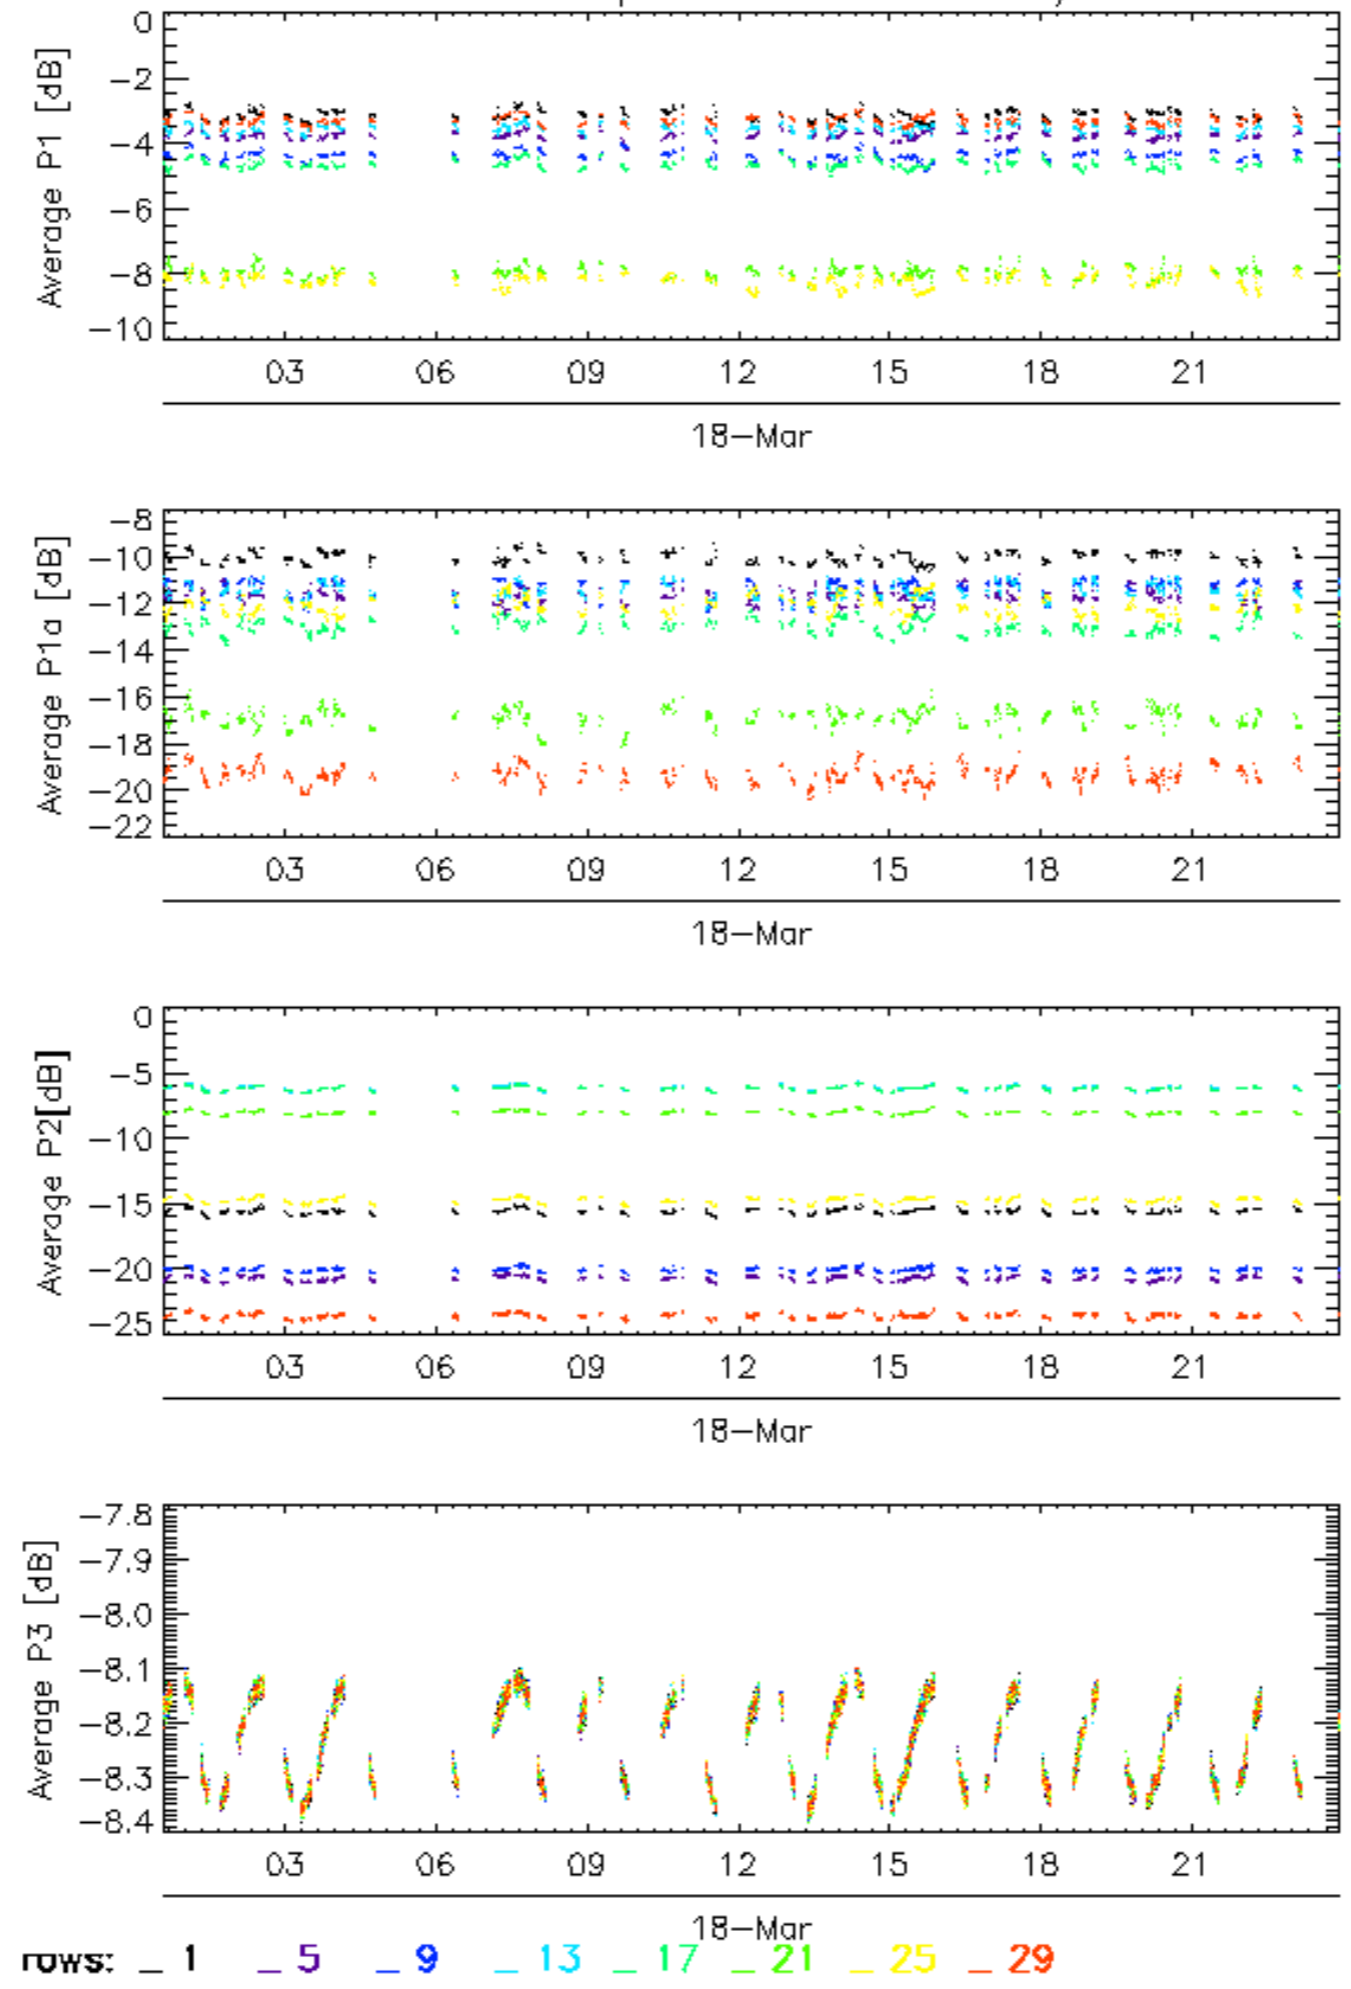 0
−2
−4
−6
−8
−10
Average P1 [dB]
03 06 09 12 15 18 21
18−Mar
−8
−10
−12
−14
−16
−18
−20
−22
Average P1a [dB]
03 06 09 12 15 18 21
18−Mar
0
−5
−10
−15
−20
−25
Average P2[dB]
03 06 09 12 15 18 21
18−Mar
−7.8
−7.9
−8.0
−8.1
−8.2
−8.3
−8.4
Average P3 [dB]
03 06 09 12 15 18 21
18−Mar
rows: _ 1 _ 5 _ 9 _ 13 _ 17 _ 21 _ 25 _ 29